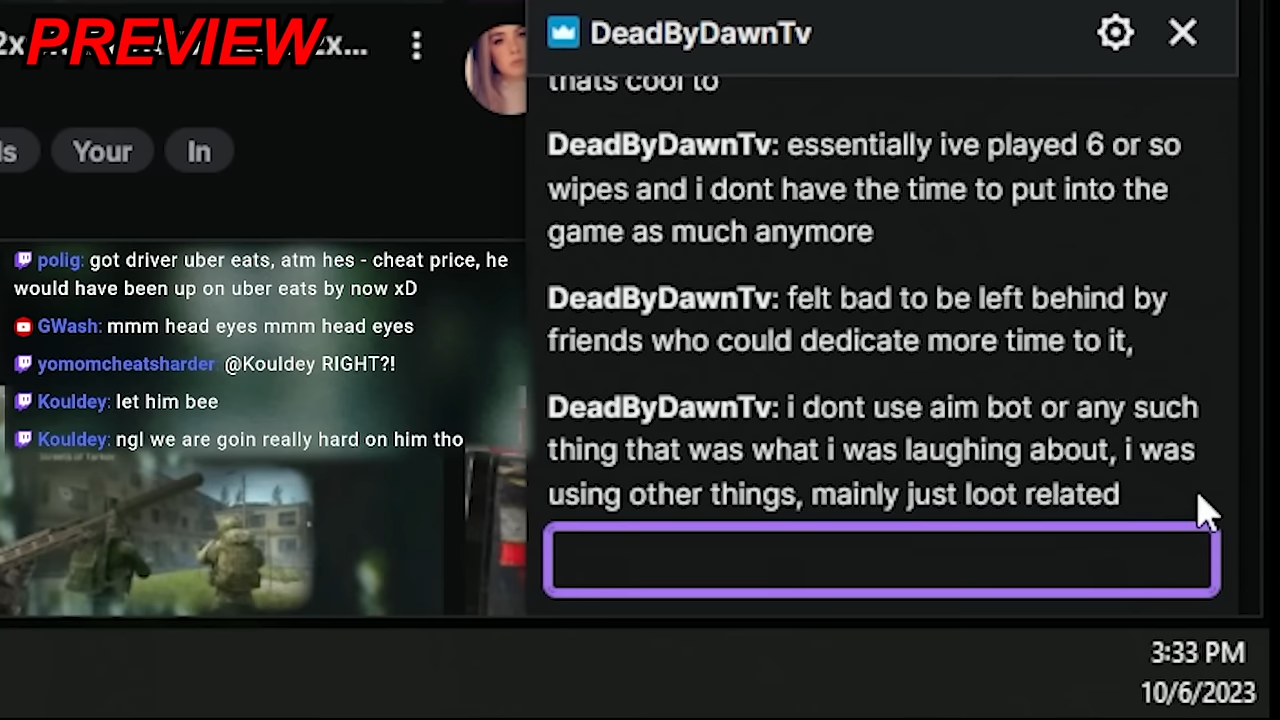 PREVIEW
DeadByDawnTv
thats cool to
DeadByDawnTv: essentially ive played 6 or so
wipes and i dont have the time to put into the
game as much anymore
DeadByDawnTv: felt bad to be left behind by
friends who could dedicate more time to it,
DeadByDawnTv: i dont use aim bot or any such
thing that was what i was laughing about, i was
using other things, mainly just loot related
Your
In
polig: got driver uber eats, atm hes - cheat price, he
would have been up on uber eats by now xD
GWash: mmm head eyes mmm head eyes
yomomcheatsharder: @Kouldey RIGHT?!
Kouldey: let him bee
Kouldey: ngl we are goin really hard on him tho
3:33 PM
10/6/2023